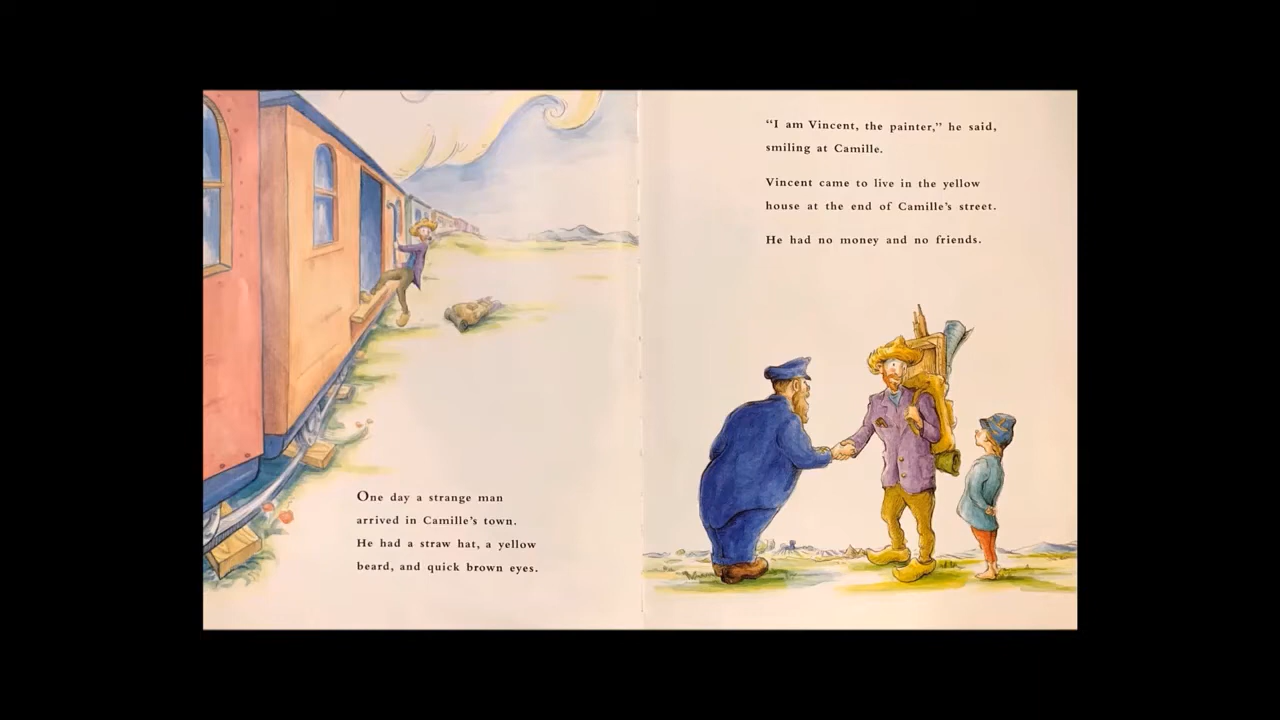 One day a strange man
arrived in Camille's town.
He had a straw hat, a yellow
beard, and quick brown eyes.
“I am Vincent, the painter,” he said,
smiling at Camille.
Vincent came to live in the yellow
house at the end of Camille's street.
He had no money and no friends.